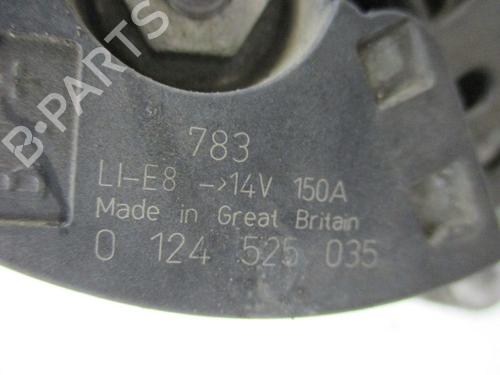 B-PARTS
783
LI-E8 →14V 150A
Made in Great Britain
0 124 525 035